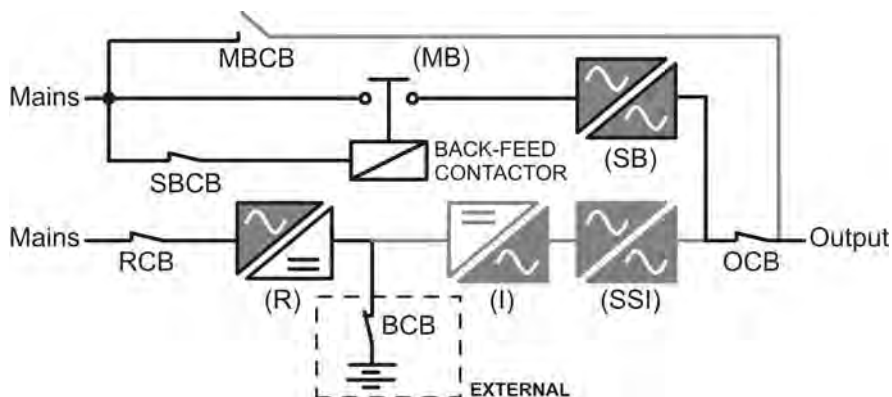 MBCB
(MB)
Mains
BACK-FEED
CONTACTOR
SBCB
(SB)
Mains
RCB
(R)
(I)
(SSI)
OCB
Output
BCB
EXTERNAL